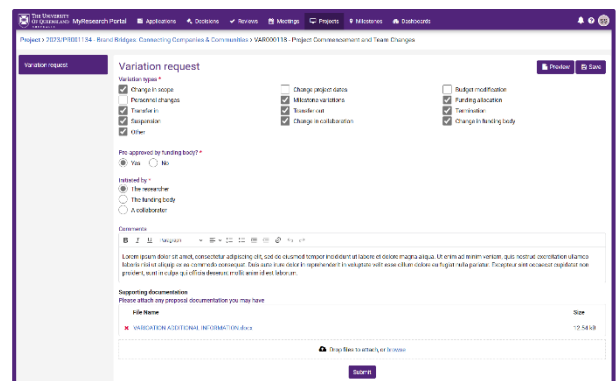 THE UNIVERSITY OF QUEENSLAND AUSTRALIA MyResearch Portal Applications Decisions Reviews Meetings Projects Milestones Dashboards
Project > 2023/PR001134 - Brand Bridges: Connecting Companies & Communities > VAR000118 - Project Commencement and Team Changes
Variation request
Variation request Preview Save
Variation types *
Change in scope Change project dates Budget modification
Personnel changes Milestone variations Funding allocation
Transfer in Transfer out Termination
Suspension Change in collaboration Change in funding body
Other
Pre approved by funding body? *
Yes No
Initiated by *
The researcher
The funding body
A collaborator
Comments
B I U Paragraph
Lorem ipsum dolor sit amet, consectetur adipiscing elit, sed do eiusmod tempor incididunt ut labore et dolore magna aliqua. Ut enim ad minim veniam, quis nostrud exercitation ullamco
laboris nisi ut aliquip ex ea commodo consequat. Duis aute irure dolor in reprehenderit in voluptate velit esse cillum dolore eu fugiat nulla pariatur. Excepteur sint occaecat cupidatat non
proident, sunt in culpa qui officia deserunt mollit anim id est laborum.
Supporting documentation
Please attach any proposal documentation you may have
File Name Size
VARIATION ADDITIONAL INFORMATION.docx 12.54 kB
Drop files to attach, or browse
Submit